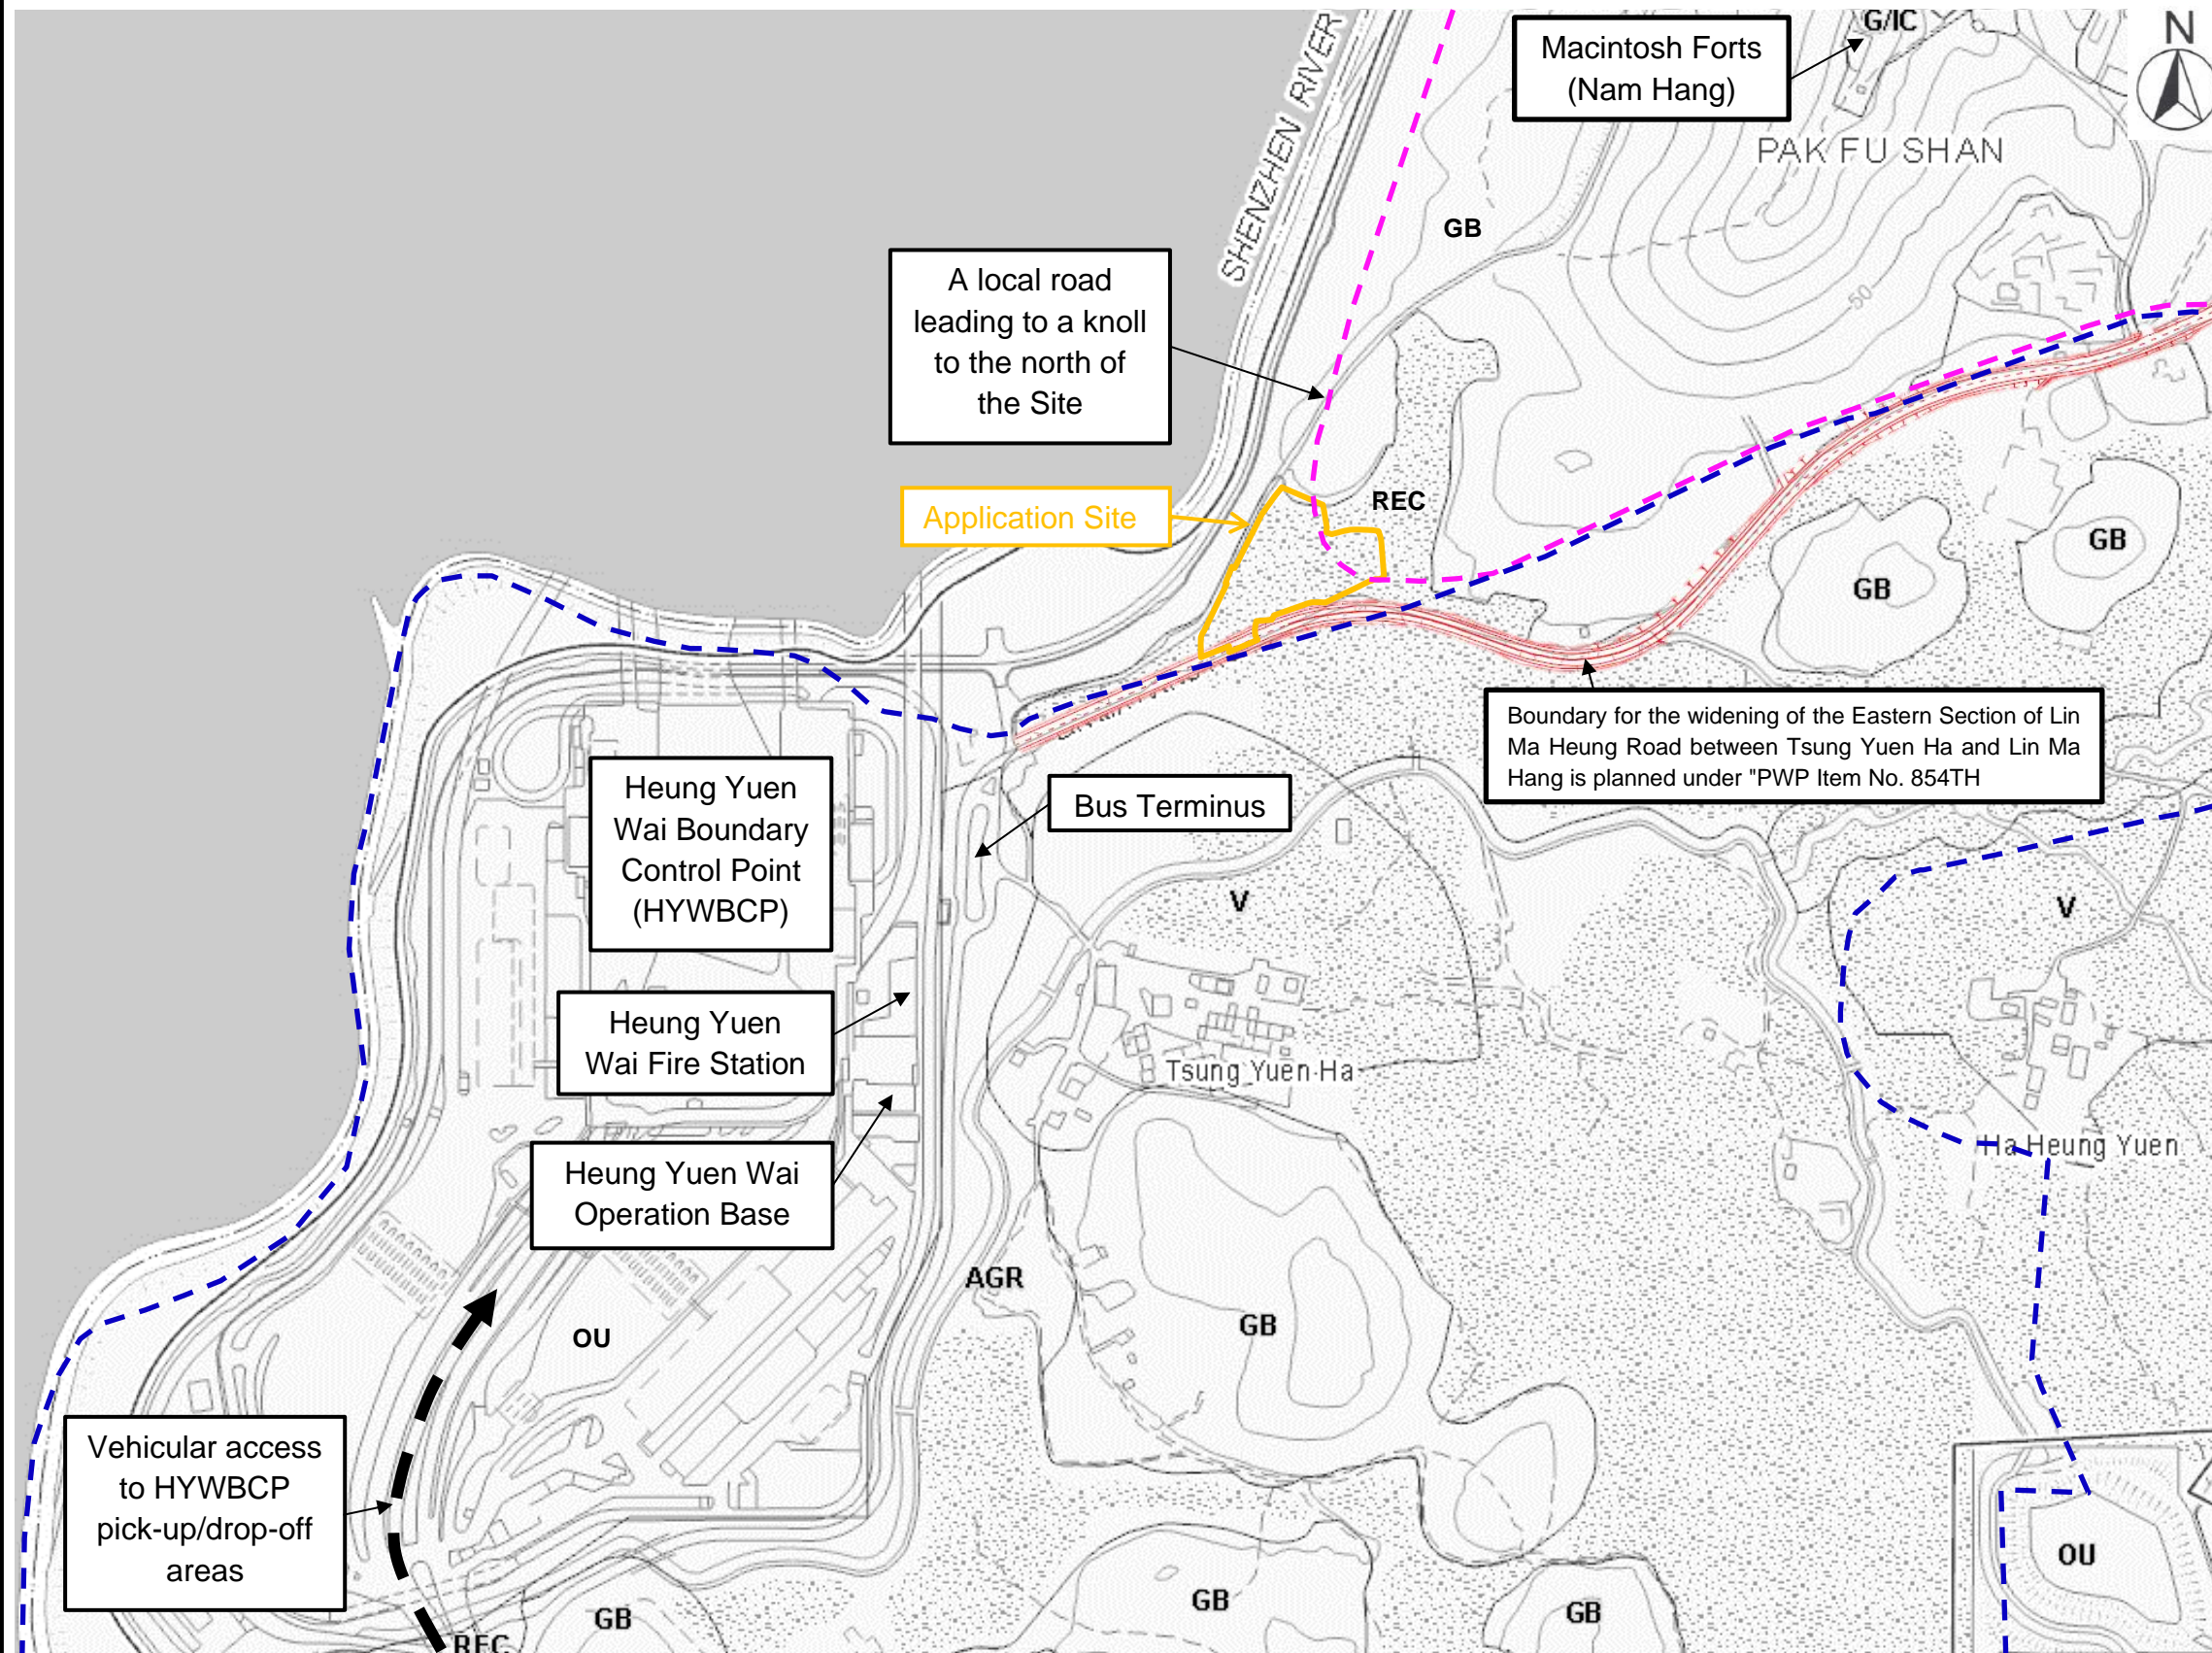 G/IC
N
Macintosh Forts
(Nam Hang)
SHENZHEN RIVER
PAK FU SHAN
GB
A local road
leading to a knoll
to the north of
the Site
50
Application Site
REC
GB
GB
Boundary for the widening of the Eastern Section of Lin
Ma Heung Road between Tsung Yuen Ha and Lin Ma
Hang is planned under "PWP Item No. 854TH
Heung Yuen
Wai Boundary
Control Point
(HYWBCP)
Bus Terminus
V
V
Heung Yuen
Wai Fire Station
Tsung Yuen Ha
Heung Yuen Wai
Operation Base
Ha Heung Yuen
AGR
GB
OU
Vehicular access
to HYWBCP
pick-up/drop-off
areas
OU
GB
GB
GB
REC